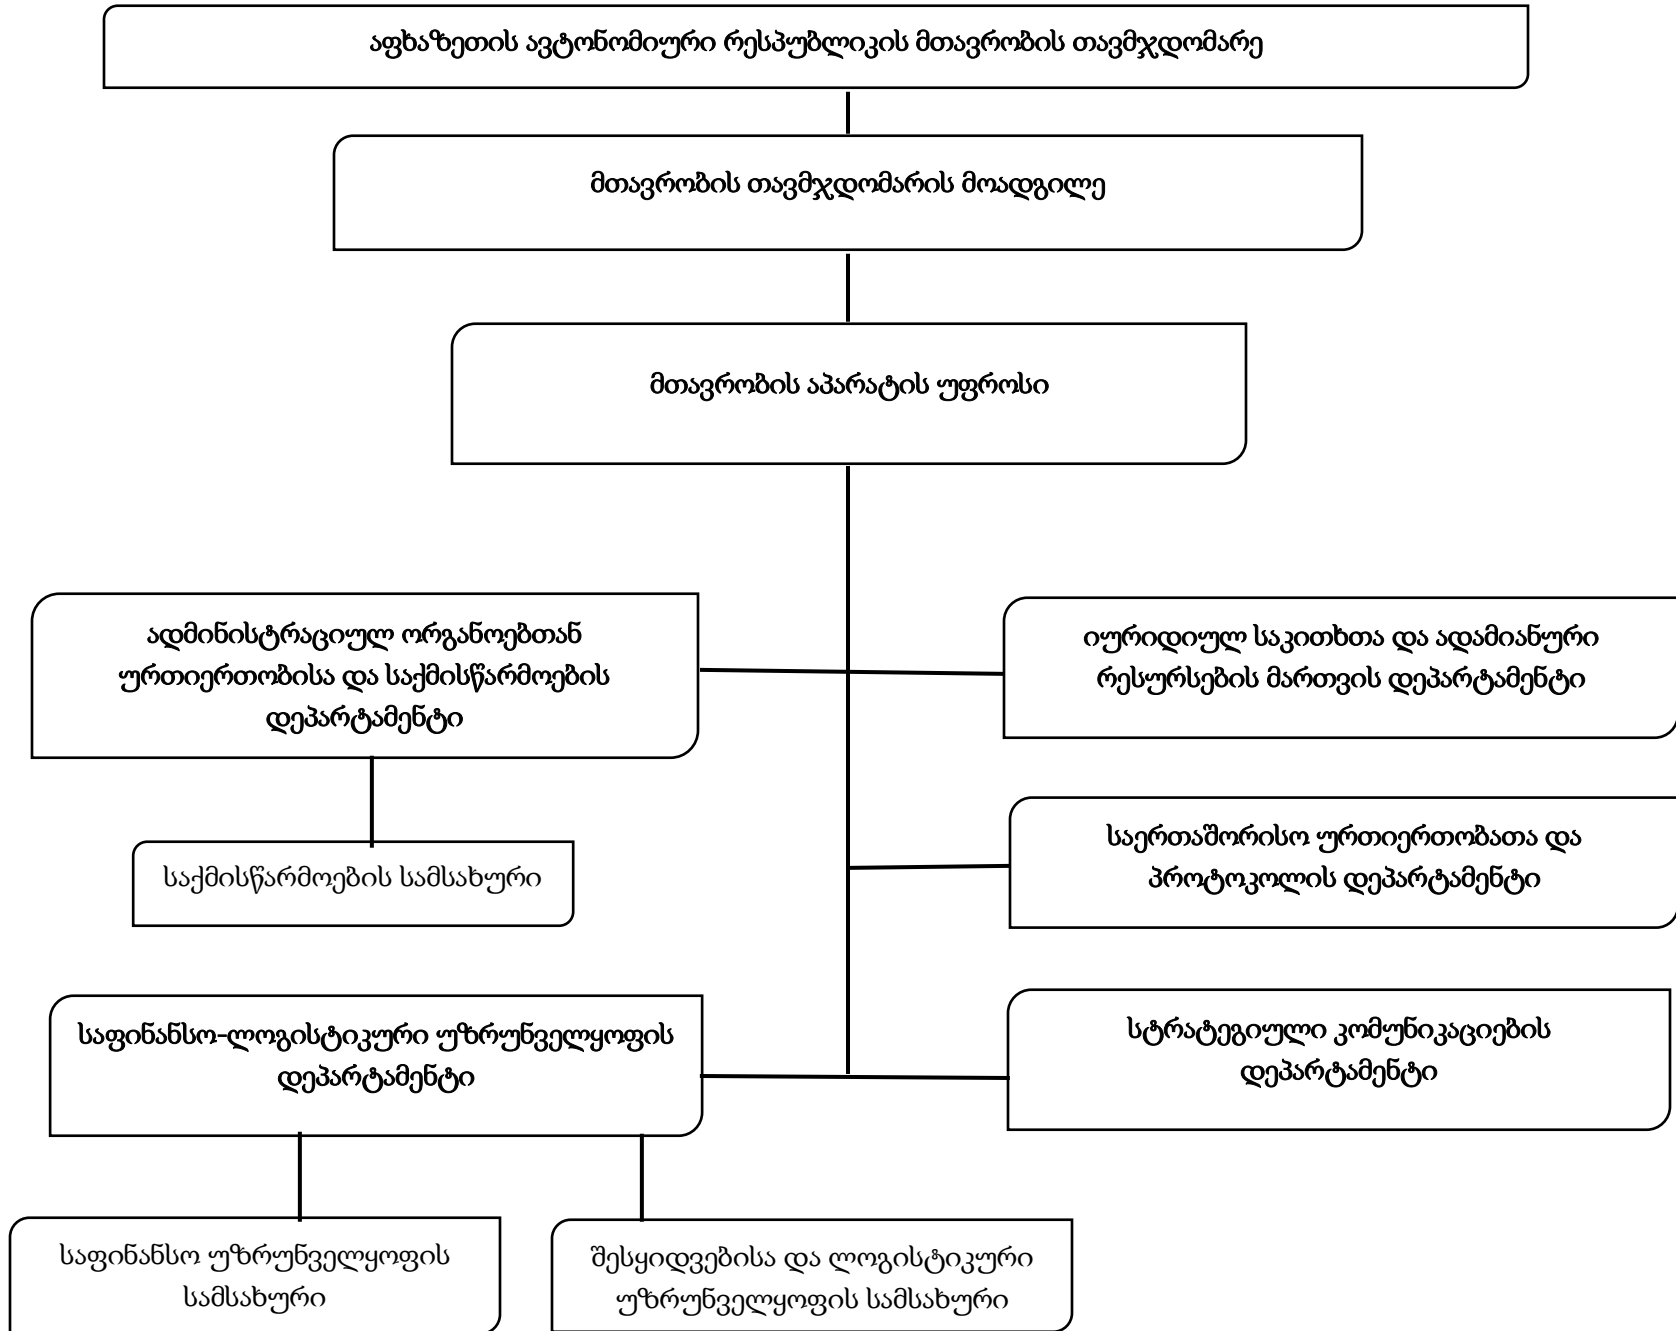 აფხაზეთის ავტონომიური რესპუბლიკის მთავრობის თავმჯდომარე
მთავრობის თავმჯდომარის მოადგილე
მთავრობის აპარატის უფროსი
ადმინისტრაციულ ორგანოებთან
ურთიერთობისა და საქმისწარმოების
დეპარტამენტი
იურიდიულ საკითხთა და ადამიანური
რესურსების მართვის დეპარტამენტი
საერთაშორისო ურთიერთობათა და
პროტოკოლის დეპარტამენტი
საქმისწარმოების სამსახური
საფინანსო-ლოგისტიკური უზრუნველყოფის
დეპარტამენტი
სტრატეგიული კომუნიკაციების
დეპარტამენტი
საფინანსო უზრუნველყოფის
სამსახური
შესყიდვებისა და ლოგისტიკური
უზრუნველყოფის სამსახური